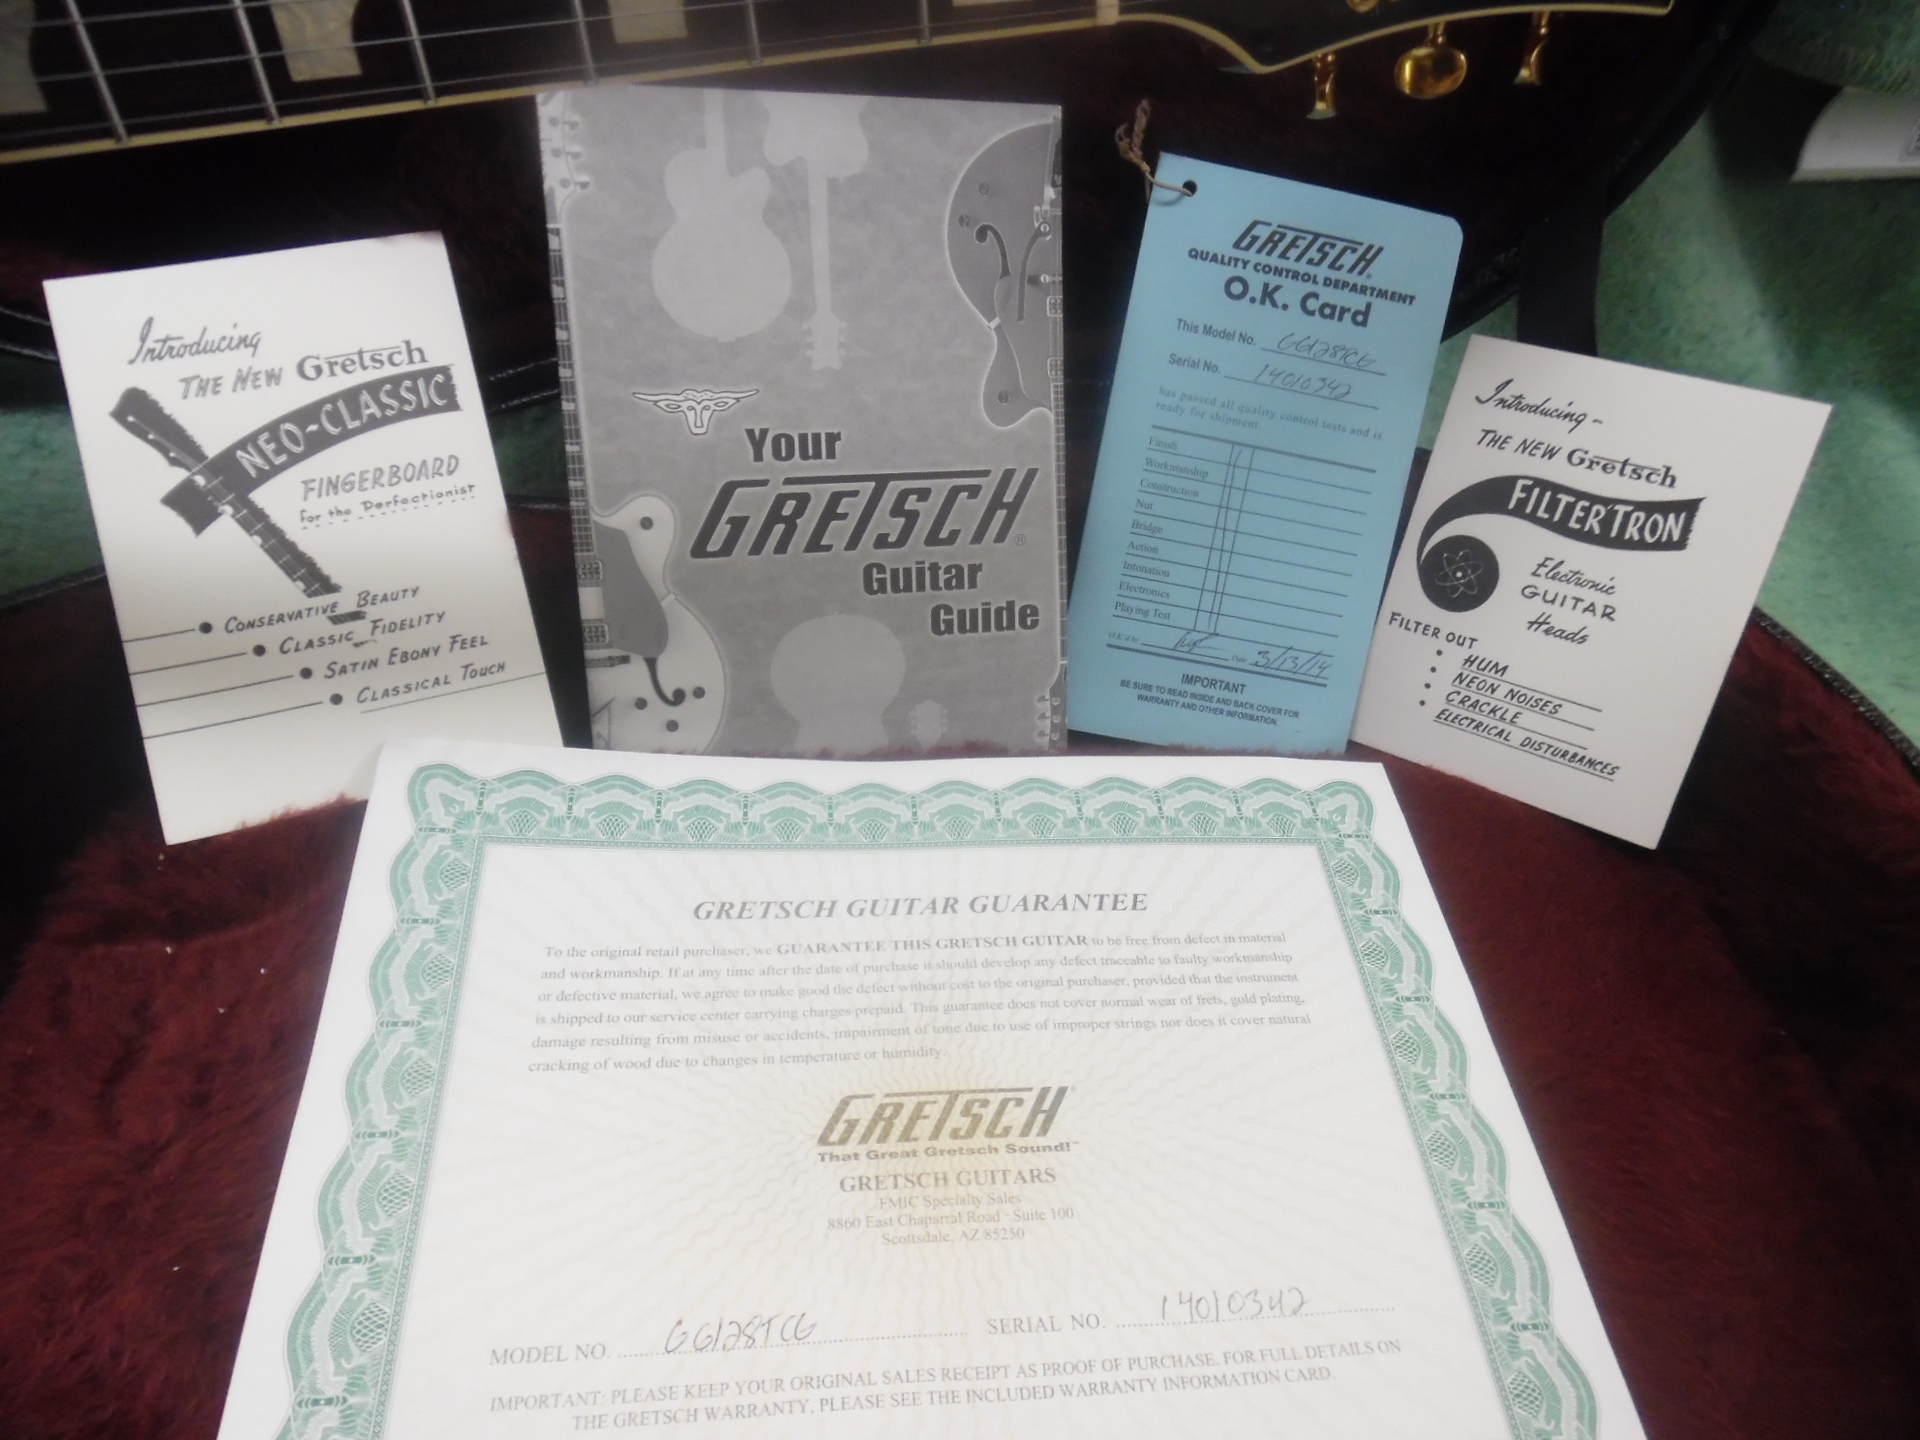 Introducing
THE NEW Gretsch
NEO-CLASSIC
FINGERBOARD
for the Perfectionist
CONSERVATIVE BEAUTY
CLASSIC FIDELITY
SATIN EBONY FEEL
CLASSICAL TOUCH
Your
GRETSCH®
Guitar
Guide
GRETSCH®
QUALITY CONTROL DEPARTMENT
O.K. Card
This Model No. G6128TCG
Serial No. 14010342
has passed all quality control tests and is
ready for shipment
Finish
Workmanship
Construction
Nut
Bridge
Action
Intonation
Electronics
Playing Test
O.K'd by Date 3/13/14
IMPORTANT
BE SURE TO READ INSIDE AND BACK COVER FOR
WARRANTY AND OTHER INFORMATION
Introducing-
THE NEW Gretsch
FILTER'TRON
Electronic
GUITAR
Heads
FILTER OUT
HUM
NEON NOISES
CRACKLE
ELECTRICAL DISTURBANCES
GRETSCH GUITAR GUARANTEE
To the original retail purchaser, we GUARANTEE THIS GRETSCH GUITAR to be free from defect in material
and workmanship. If at any time after the date of purchase it should develop any defect traceable to faulty workmanship
or defective material, we agree to make good the defect without cost to the original purchaser, provided that the instrument
is shipped to our service center carrying charges prepaid. This guarantee does not cover normal wear of frets, gold plating,
damage resulting from misuse or accidents, impairment of tone due to use of improper strings nor does it cover natural
cracking of wood due to changes in temperature or humidity.
GRETSCH®
That Great Gretsch Sound!™
GRETSCH GUITARS
FMIC Specialty Sales
8860 East Chaparral Road - Suite 100
Scottsdale, AZ 85250
MODEL NO. G6128TCG SERIAL NO. 14010342
IMPORTANT: PLEASE KEEP YOUR ORIGINAL SALES RECEIPT AS PROOF OF PURCHASE. FOR FULL DETAILS ON
THE GRETSCH WARRANTY, PLEASE SEE THE INCLUDED WARRANTY INFORMATION CARD.